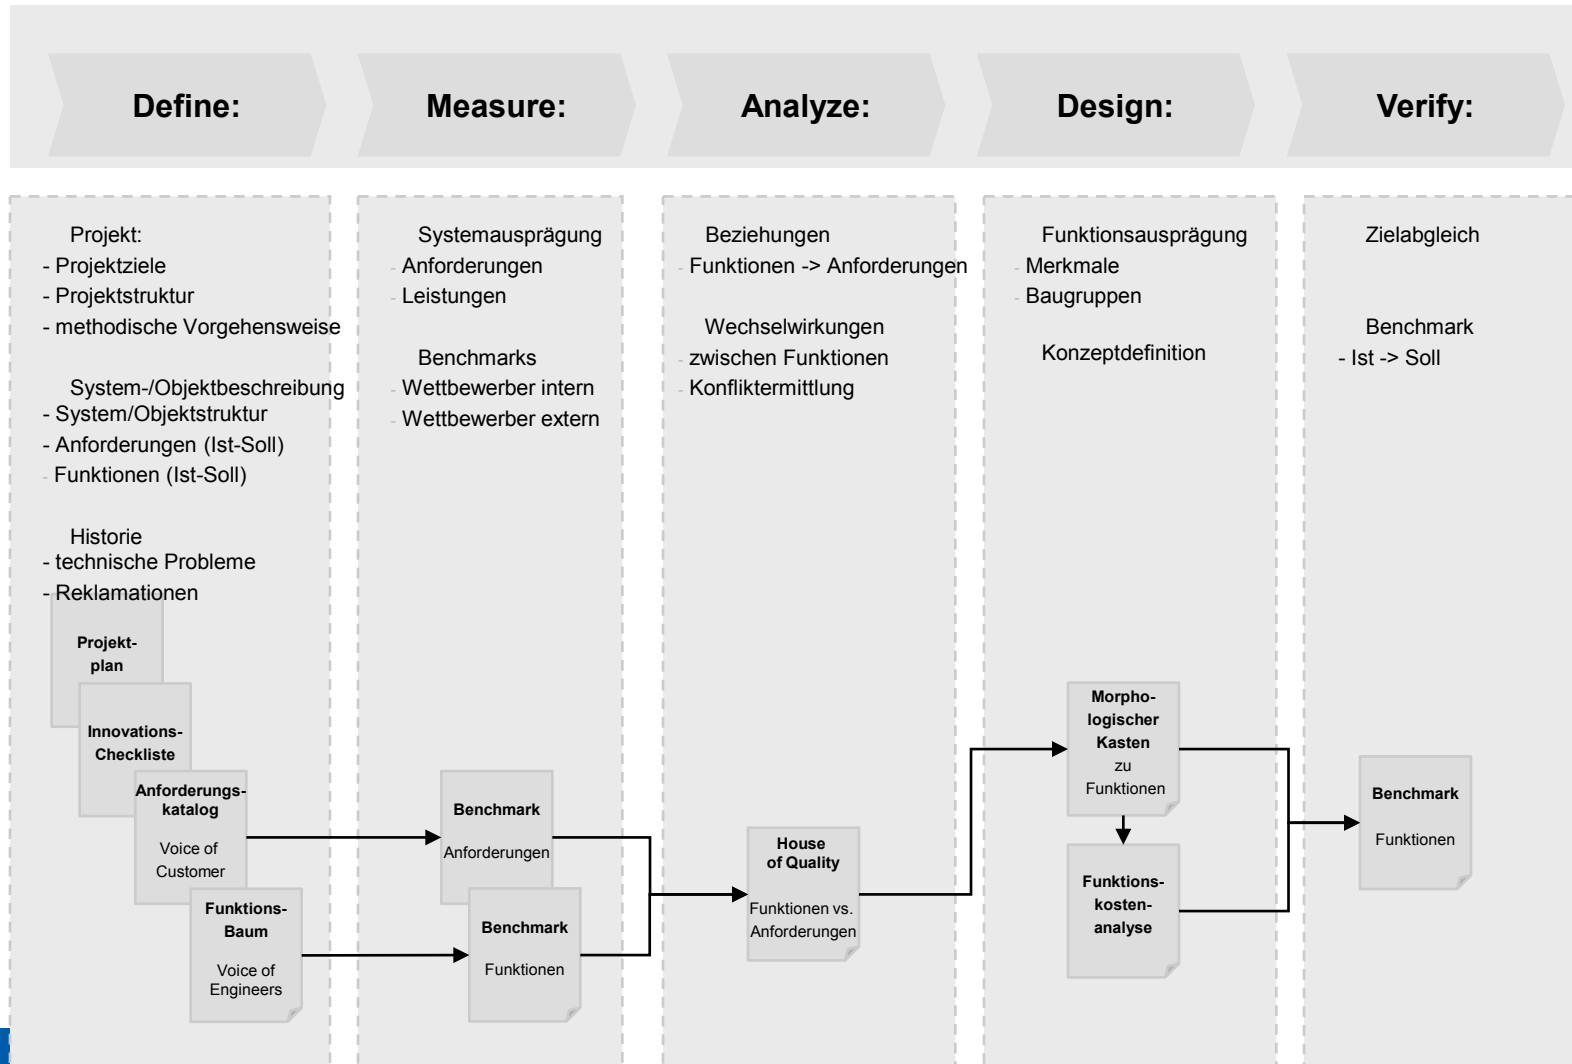 Define:
Measure:
Analyze:
Design:
Verify:
Projekt:
- Projektziele
- Projektstruktur
- methodische Vorgehensweise
System-/Objektbeschreibung
- System/Objektstruktur
- Anforderungen (Ist-Soll)
- Funktionen (Ist-Soll)
Historie
- technische Probleme
- Reklamationen
Projekt-
plan
Innovations-
Checkliste
Anforderungs-
katalog
Voice of
Customer
Funktions-
Baum
Voice of
Engineers
Systemausprägung
- Anforderungen
- Leistungen
Benchmarks
- Wettbewerber intern
- Wettbewerber extern
Benchmark
Anforderungen
Benchmark
Funktionen
Beziehungen
- Funktionen -> Anforderungen
Wechselwirkungen
- zwischen Funktionen
- Konfliktermittlung
House
of Quality
Funktionen vs.
Anforderungen
Funktionsausprägung
- Merkmale
- Baugruppen
Konzeptdefinition
Morpho-
logischer
Kasten
zu
Funktionen
Funktions-
kosten-
analyse
Zielabgleich
Benchmark
- Ist -> Soll
Benchmark
Funktionen